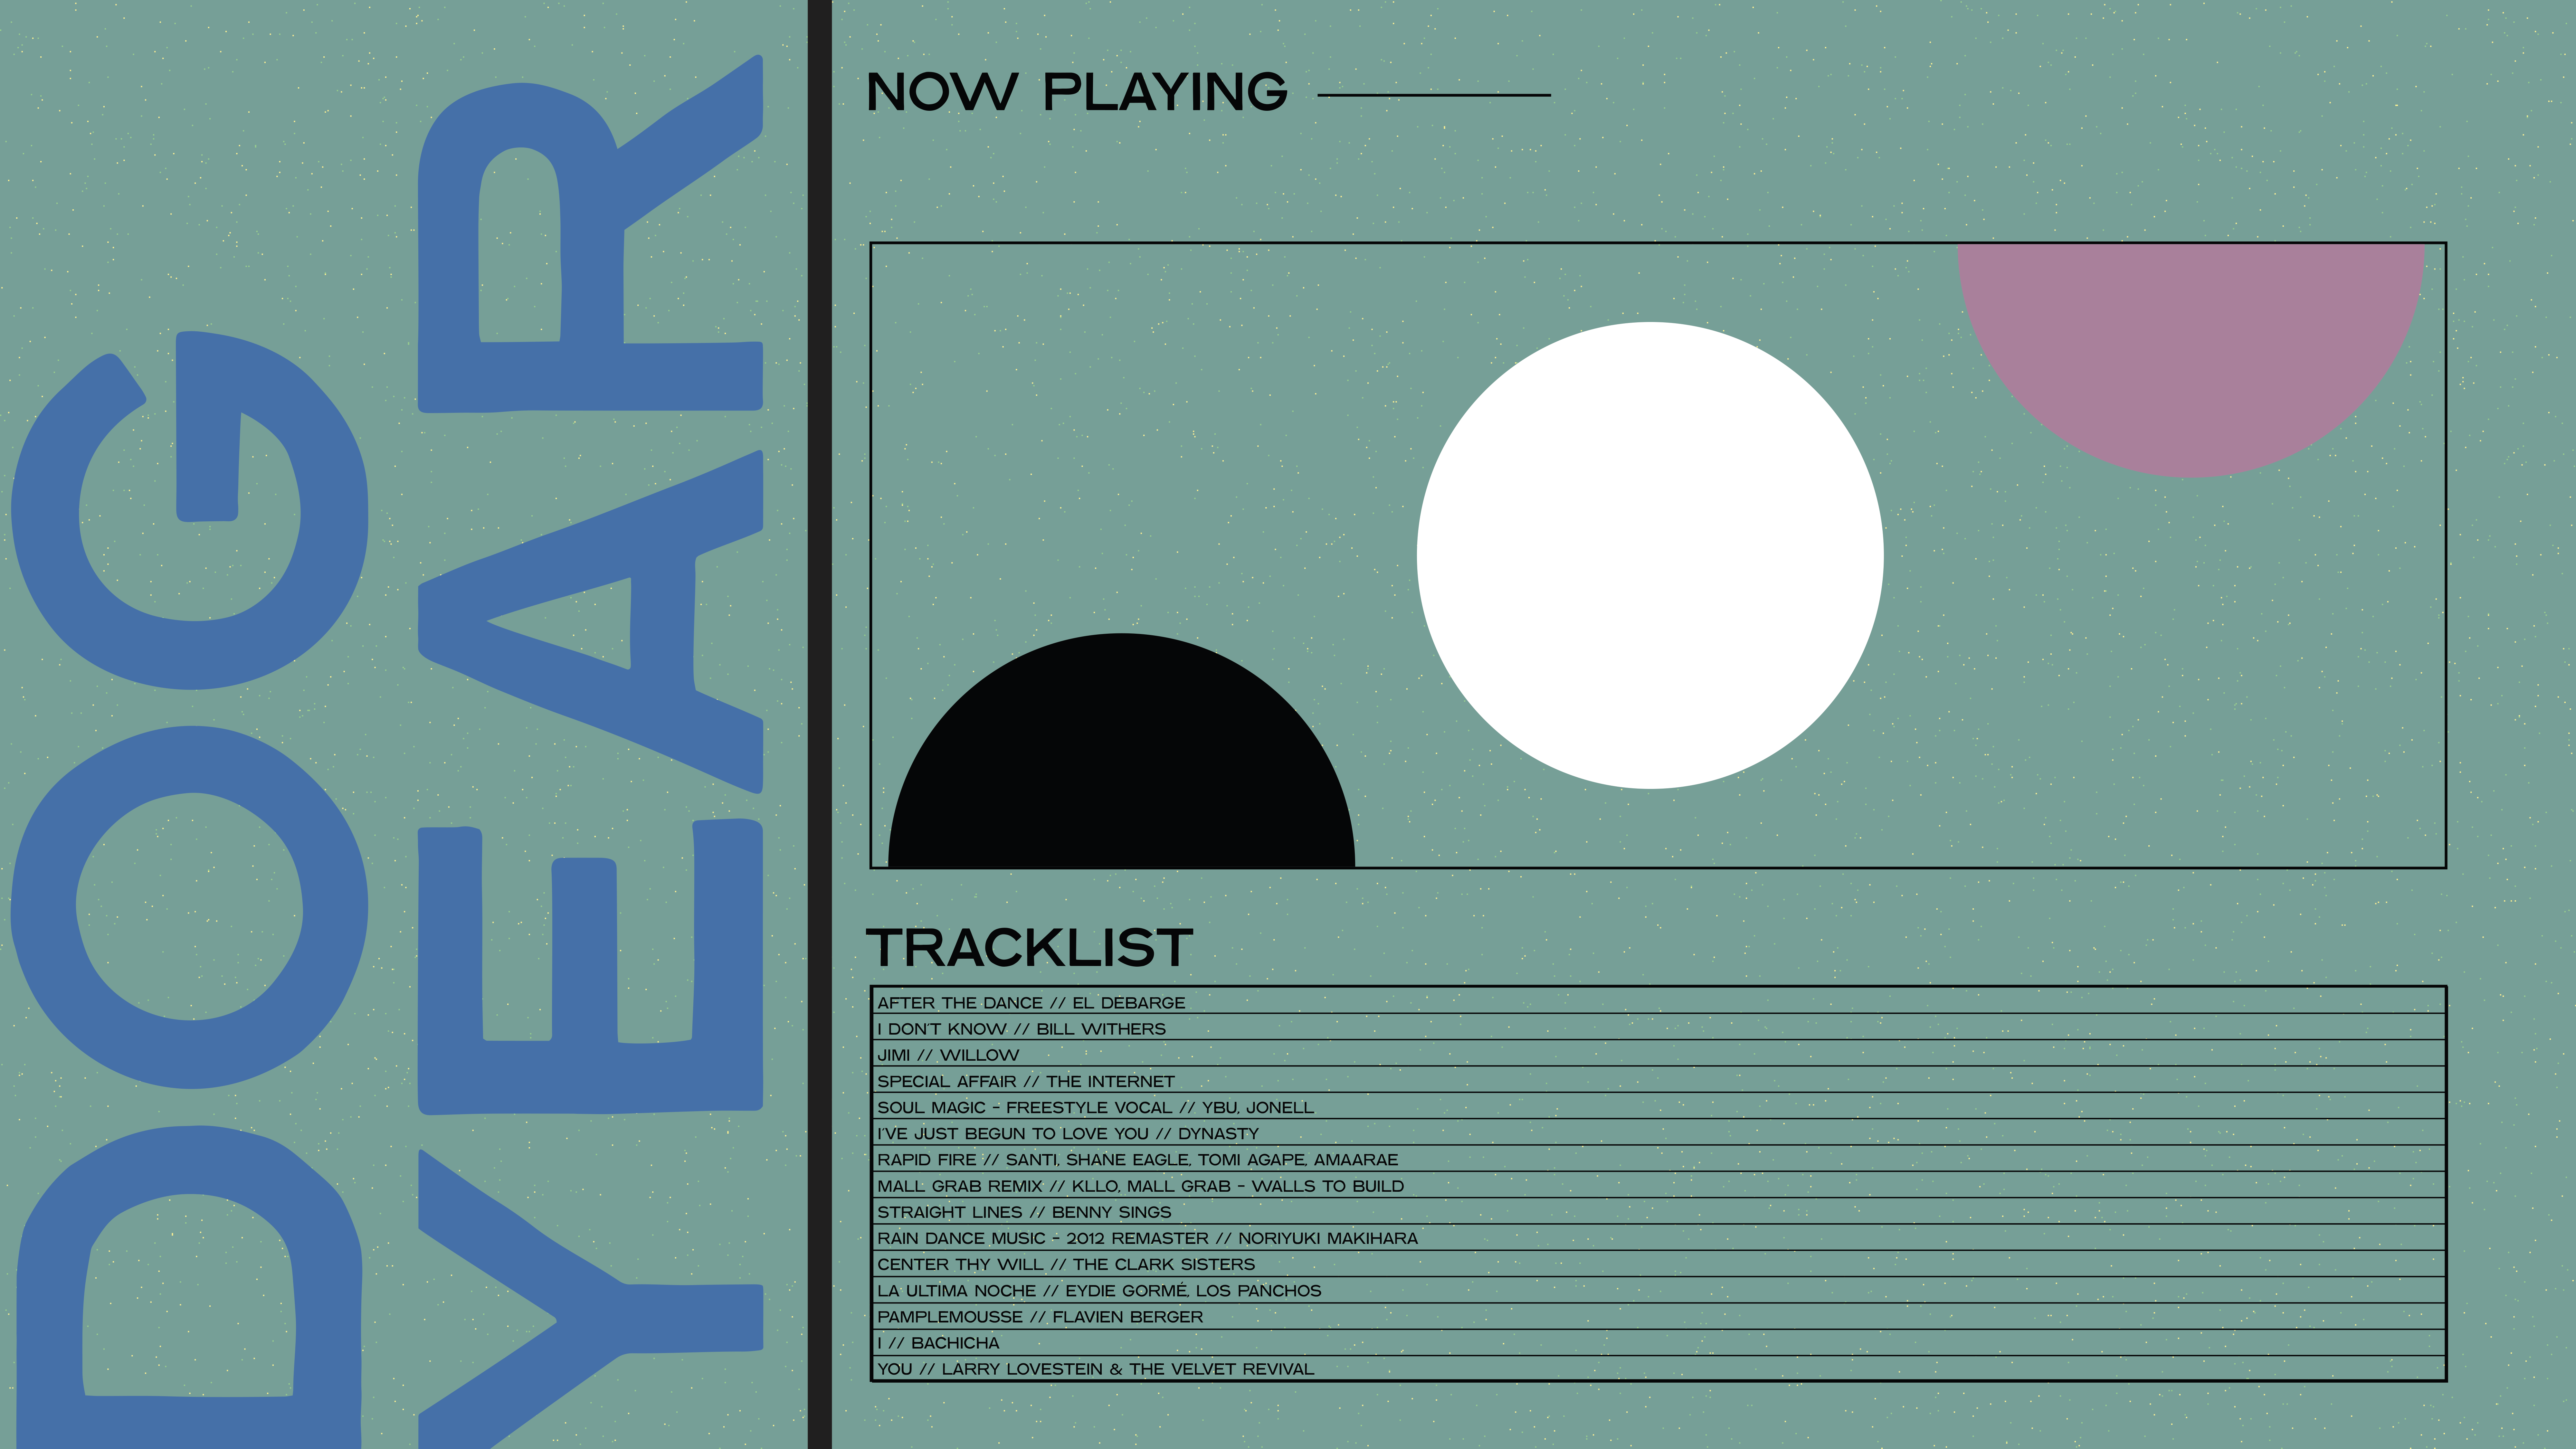 DOG
YEAR
NOW PLAYING
TRACKLIST
AFTER THE DANCE // EL DEBARGE
I DON'T KNOW // BILL WITHERS
JIMI // WILLOW
SPECIAL AFFAIR // THE INTERNET
SOUL MAGIC - FREESTYLE VOCAL // YBU, JONELL
I'VE JUST BEGUN TO LOVE YOU // DYNASTY
RAPID FIRE // SANTI, SHANE EAGLE, TOMI AGAPE, AMAARAE
MALL GRAB REMIX // KLLO, MALL GRAB - WALLS TO BUILD
STRAIGHT LINES // BENNY SINGS
RAIN DANCE MUSIC - 2012 REMASTER // NORIYUKI MAKIHARA
CENTER THY WILL // THE CLARK SISTERS
LA ULTIMA NOCHE // EYDIE GORMÉ, LOS PANCHOS
PAMPLEMOUSSE // FLAVIEN BERGER
I // BACHICHA
YOU // LARRY LOVESTEIN & THE VELVET REVIVAL